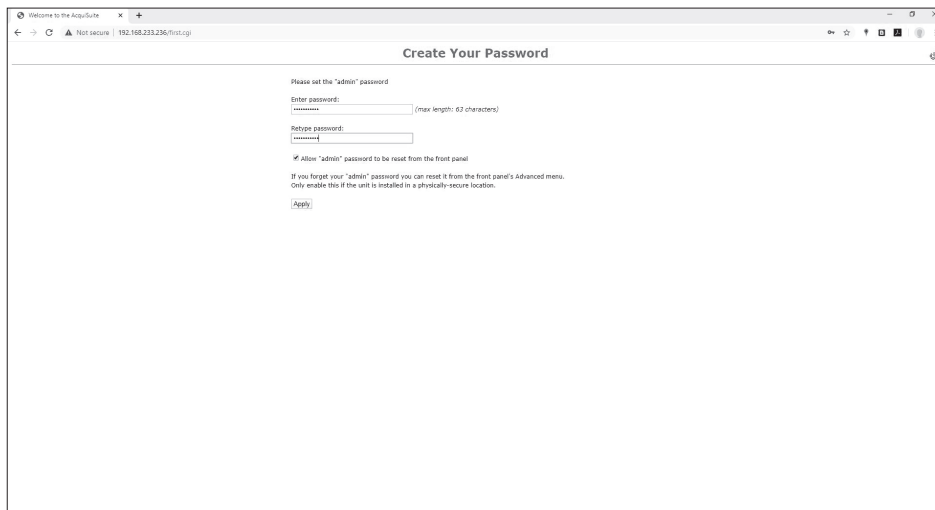 Welcome to the AcquiSuite
Not secure | 192.168.233.236/first.cgi
Create Your Password
Please set the "admin" password
Enter password:
•••••••••••
(max length: 63 characters)
Retype password:
•••••••••••
Allow "admin" password to be reset from the front panel
If you forget your "admin" password you can reset it from the front panel's Advanced menu.
Only enable this if the unit is installed in a physically-secure location.
Apply